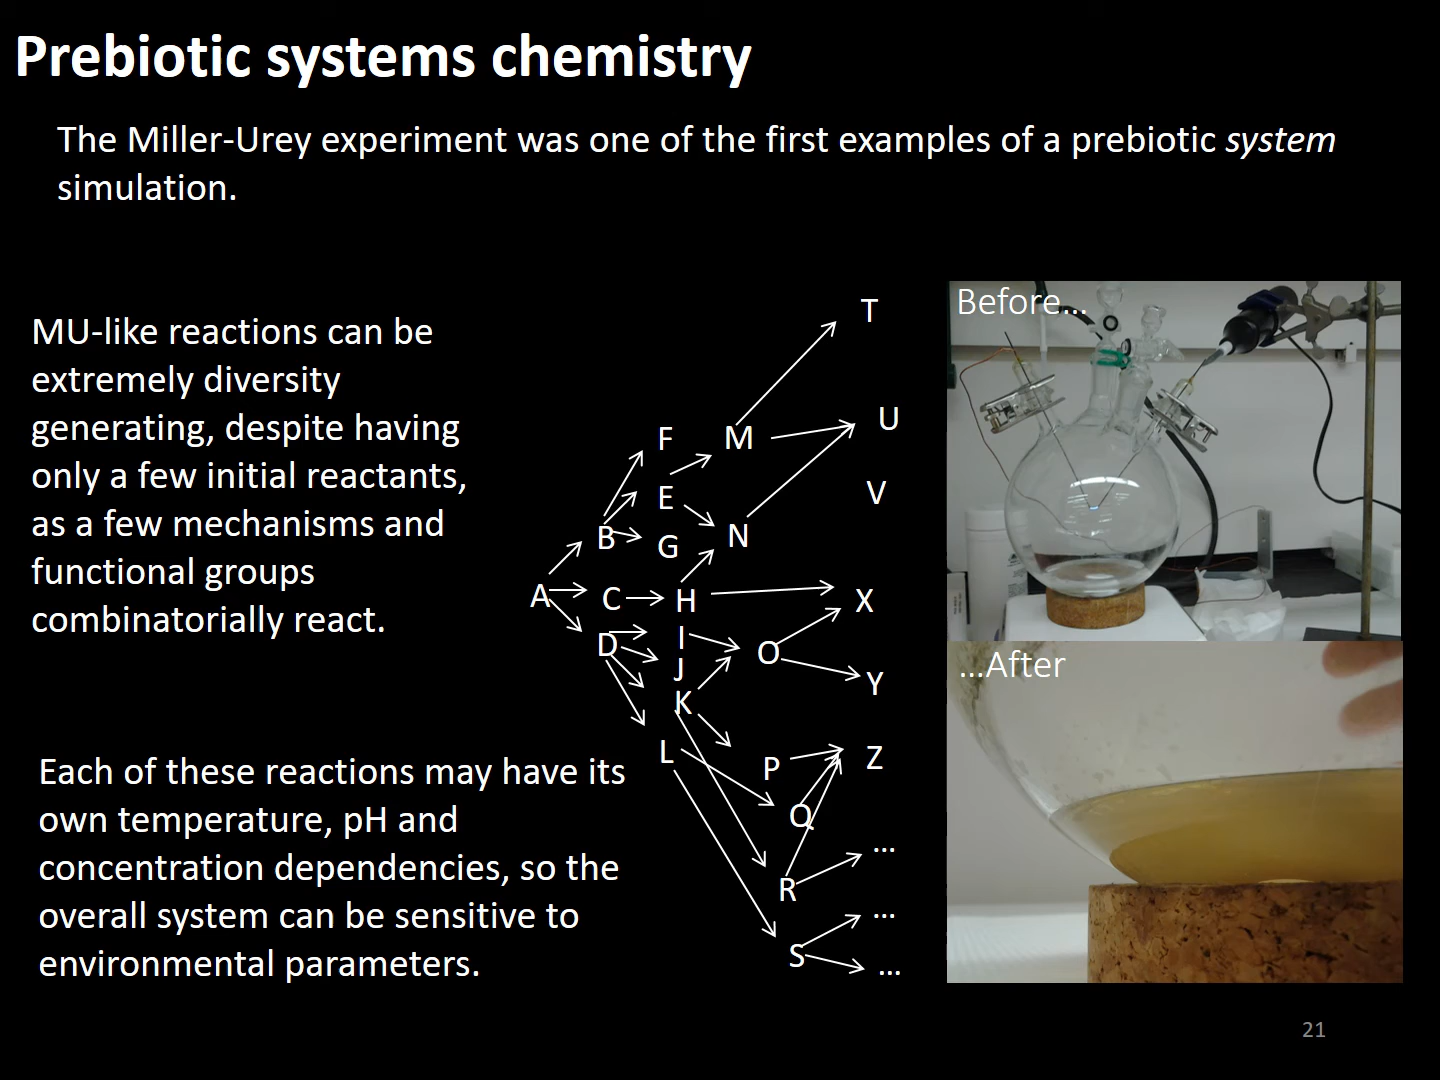 Prebiotic systems chemistry
The Miller-Urey experiment was one of the first examples of a prebiotic system
simulation.
MU-like reactions can be
extremely diversity
generating, despite having
only a few initial reactants,
as a few mechanisms and
functional groups
combinatorially react.
Each of these reactions may have its
own temperature, pH and
concentration dependencies, so the
overall system can be sensitive to
environmental parameters.
A
B
C
D
F
E
G
H
I
J
K
L
M
N
O
P
Q
R
S
T
U
V
X
Y
Z
...
...
...
Before...
...After
21